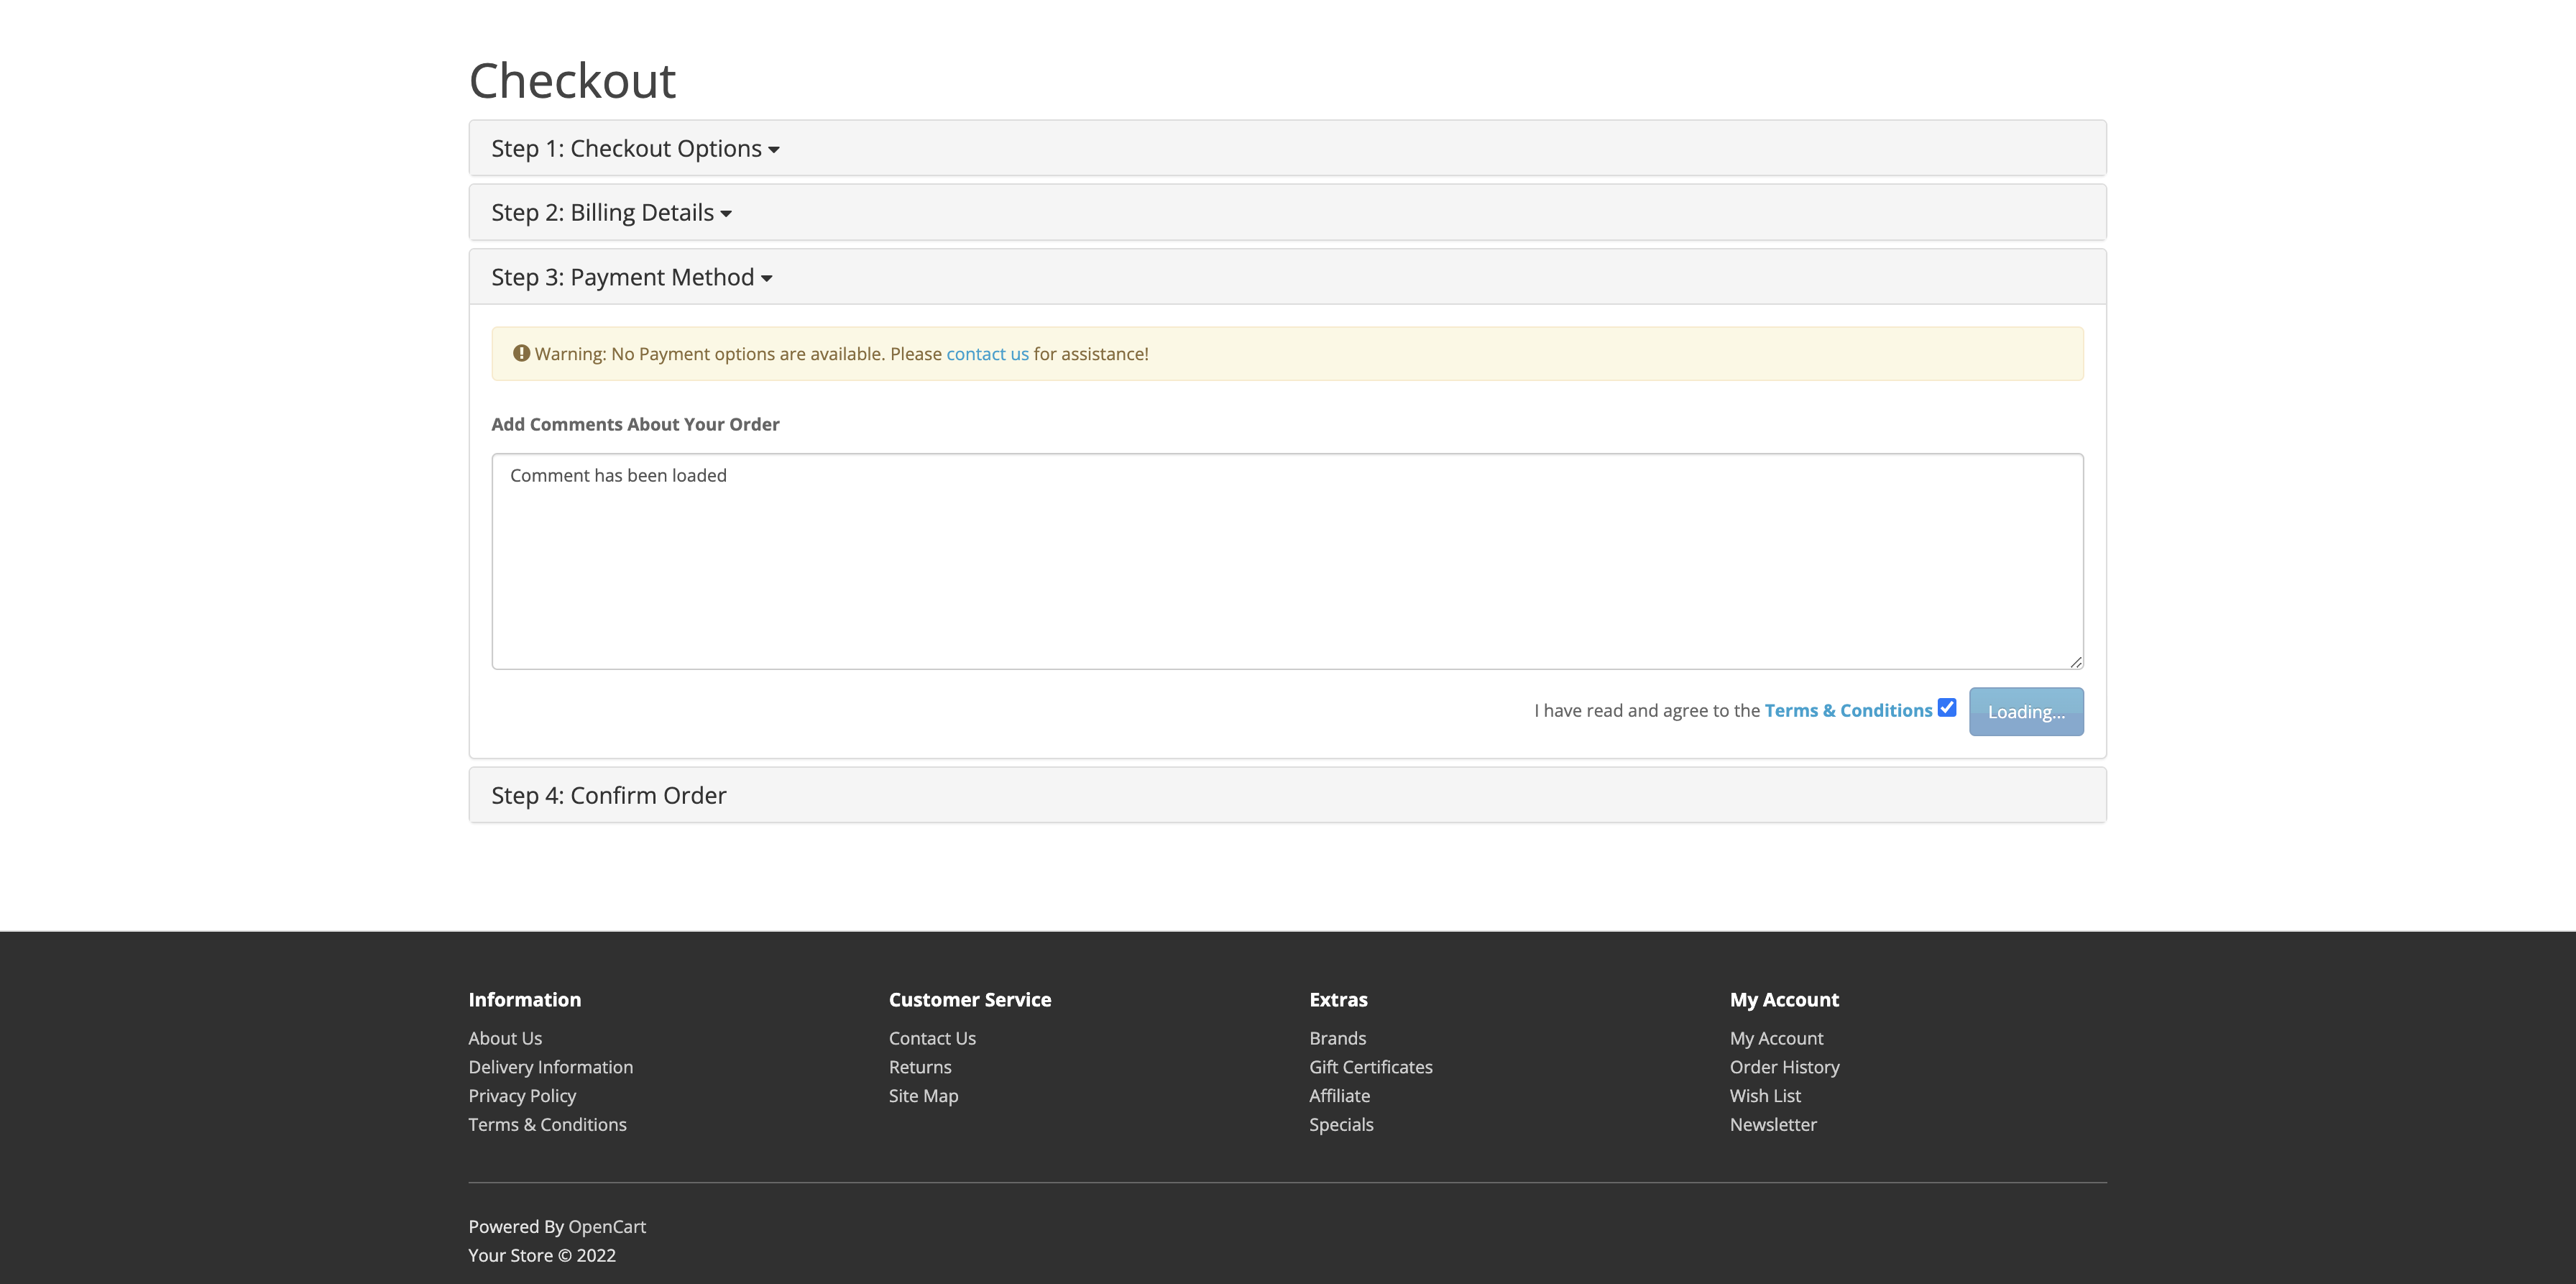 Checkout
Step 1: Checkout Options
Step 2: Billing Details
Step 3: Payment Method
Warning: No Payment options are available. Please contact us for assistance!
Add Comments About Your Order
Comment has been loaded
I have read and agree to the Terms & Conditions
Loading...
Step 4: Confirm Order
Information
About Us
Delivery Information
Privacy Policy
Terms & Conditions
Customer Service
Contact Us
Returns
Site Map
Extras
Brands
Gift Certificates
Affiliate
Specials
My Account
My Account
Order History
Wish List
Newsletter
Powered By OpenCart
Your Store © 2022